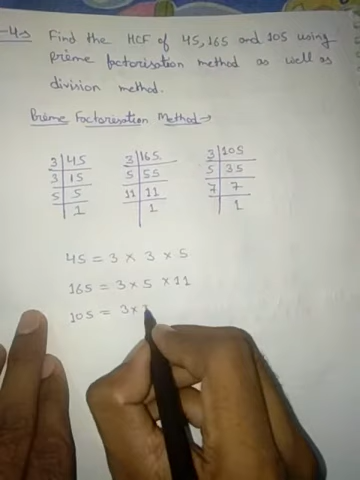 -4:- Find the HCF of 45, 165 and 105 using
prime factorisation method as well as
division method.
Prime Factorisation Method→
3|45 3|165 3|105
3|15 5|55 5|35
5|5 11|11 7|7
|1 |1 |1
45 = 3 × 3 × 5
165 = 3 × 5 × 11
105 = 3×